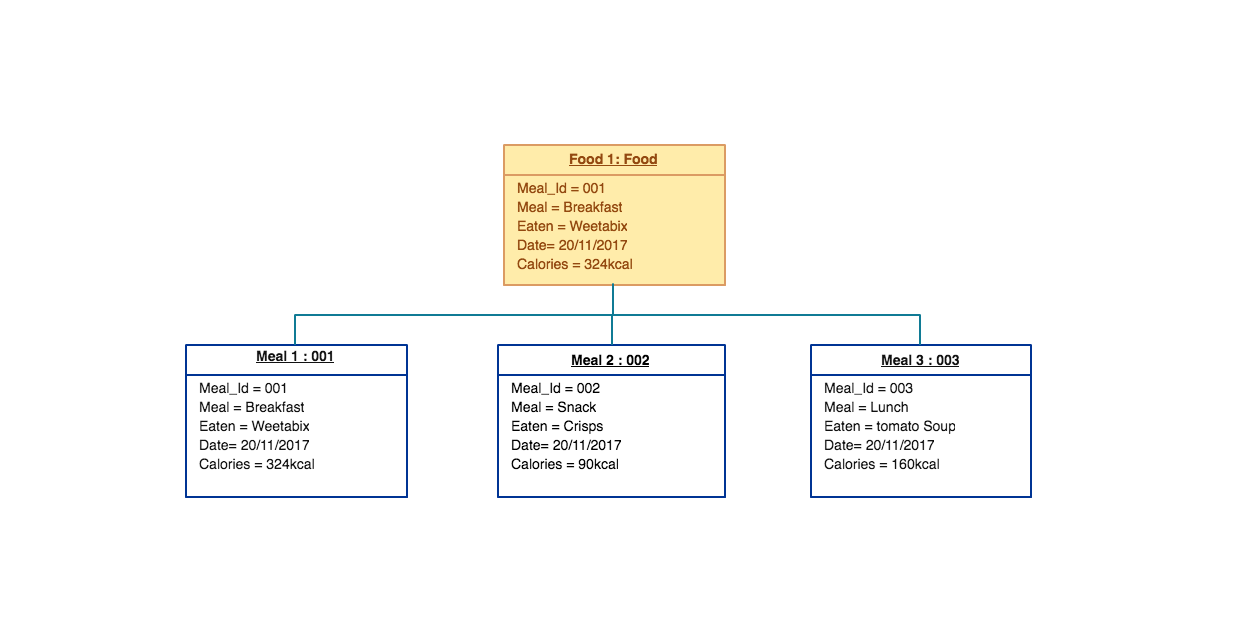 Food 1: Food
Meal_Id = 001
Meal = Breakfast
Eaten = Weetabix
Date= 20/11/2017
Calories = 324kcal
Meal 1 : 001
Meal_Id = 001
Meal = Breakfast
Eaten = Weetabix
Date= 20/11/2017
Calories = 324kcal
Meal 2 : 002
Meal_Id = 002
Meal = Snack
Eaten = Crisps
Date= 20/11/2017
Calories = 90kcal
Meal 3 : 003
Meal_Id = 003
Meal = Lunch
Eaten = tomato Soup
Date= 20/11/2017
Calories = 160kcal